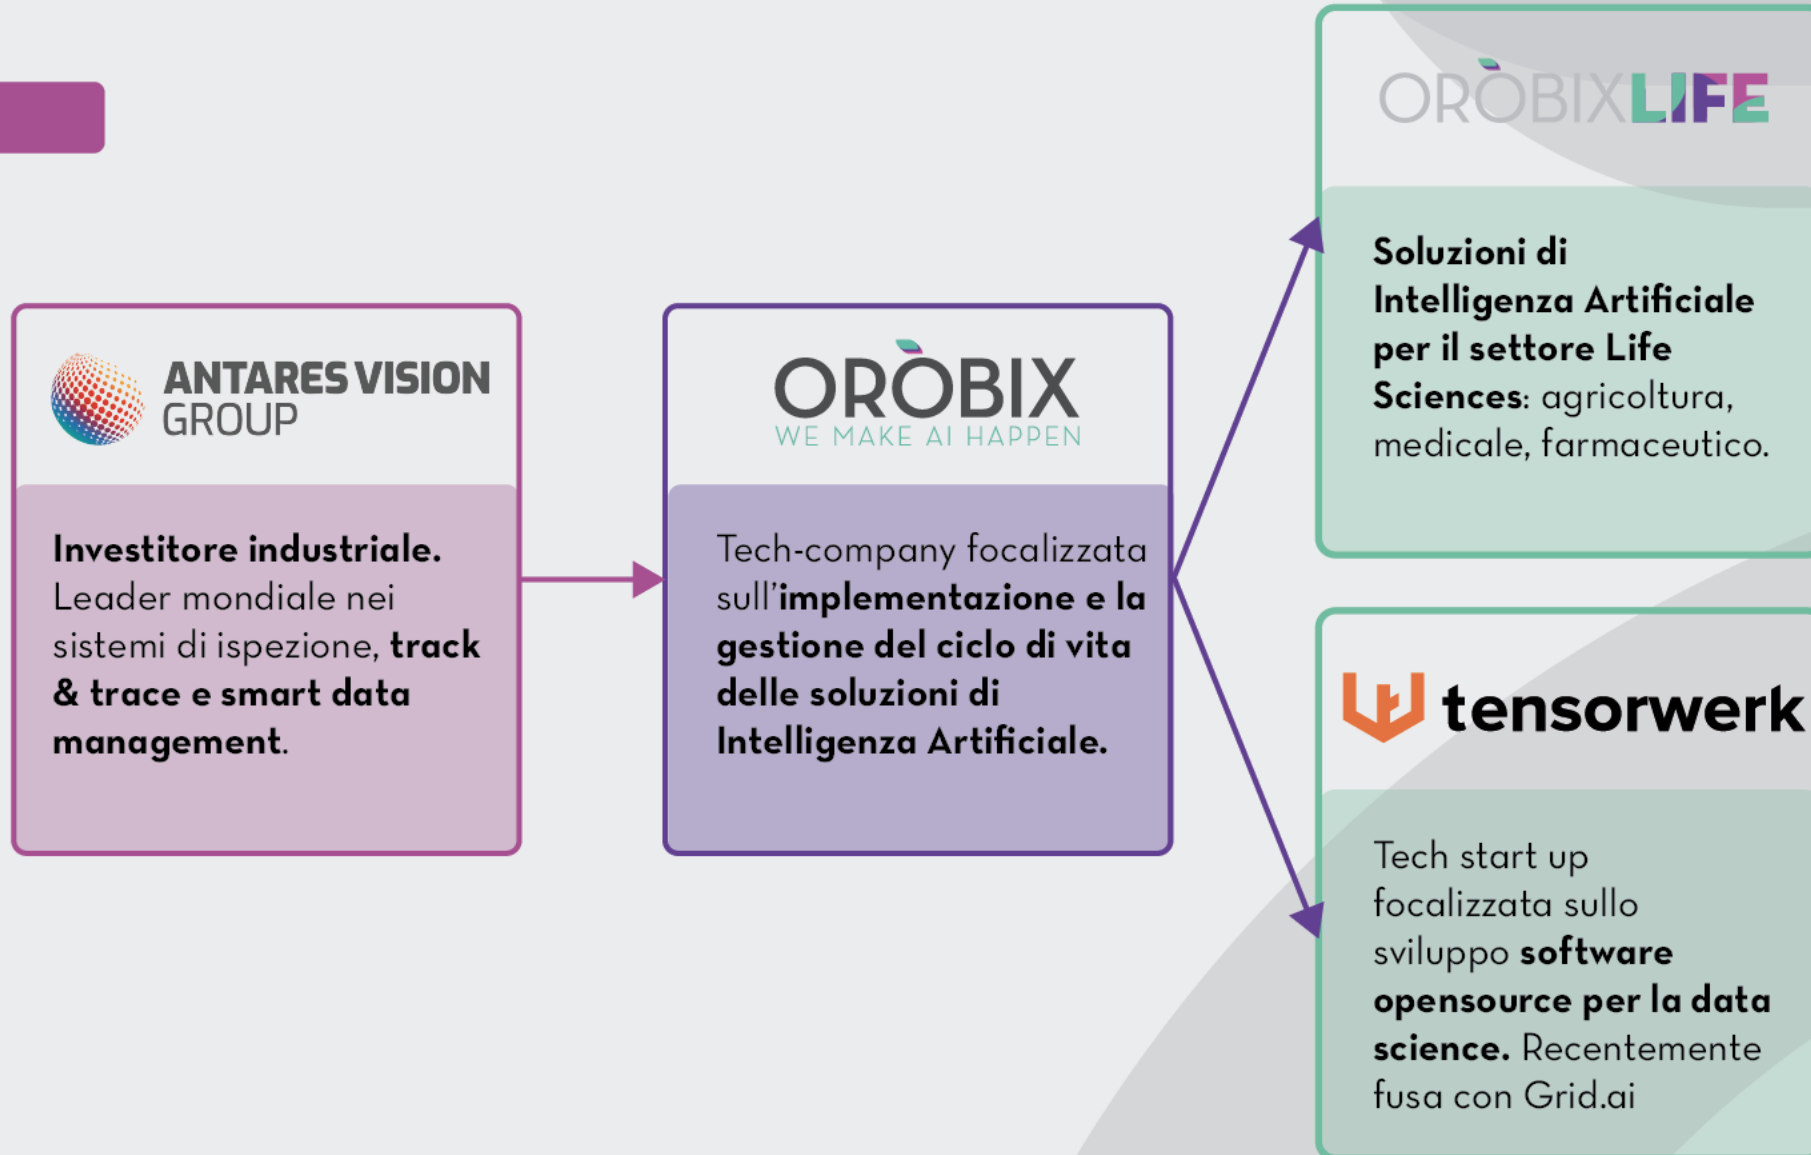 ANTARES VISION
GROUP
Investitore industriale.
Leader mondiale nei
sistemi di ispezione, track
& trace e smart data
management.
ORÒBIX
WE MAKE AI HAPPEN
Tech-company focalizzata
sull'implementazione e la
gestione del ciclo di vita
delle soluzioni di
Intelligenza Artificiale.
ORÒBIXLIFE
Soluzioni di
Intelligenza Artificiale
per il settore Life
Sciences: agricoltura,
medicale, farmaceutico.
tensorwerk
Tech start up
focalizzata sullo
sviluppo software
opensource per la data
science. Recentemente
fusa con Grid.ai